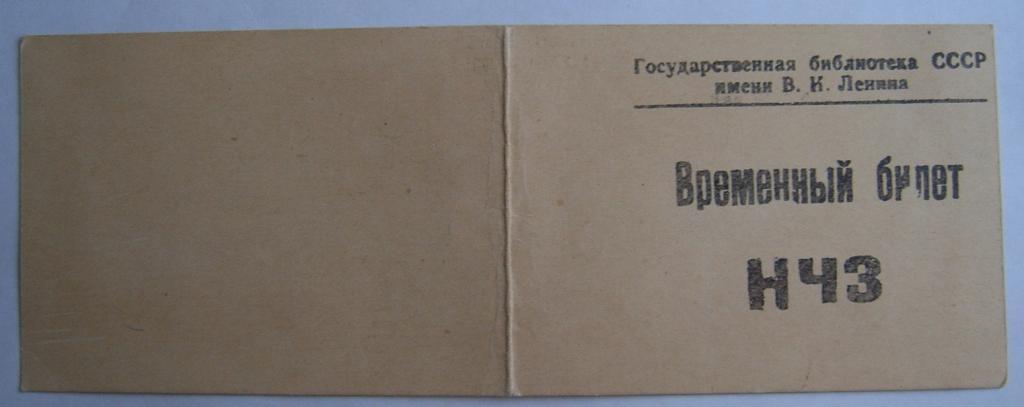 Государственная библиотека СССР
имени В. И. Ленина
Временный билет
НЧЗ